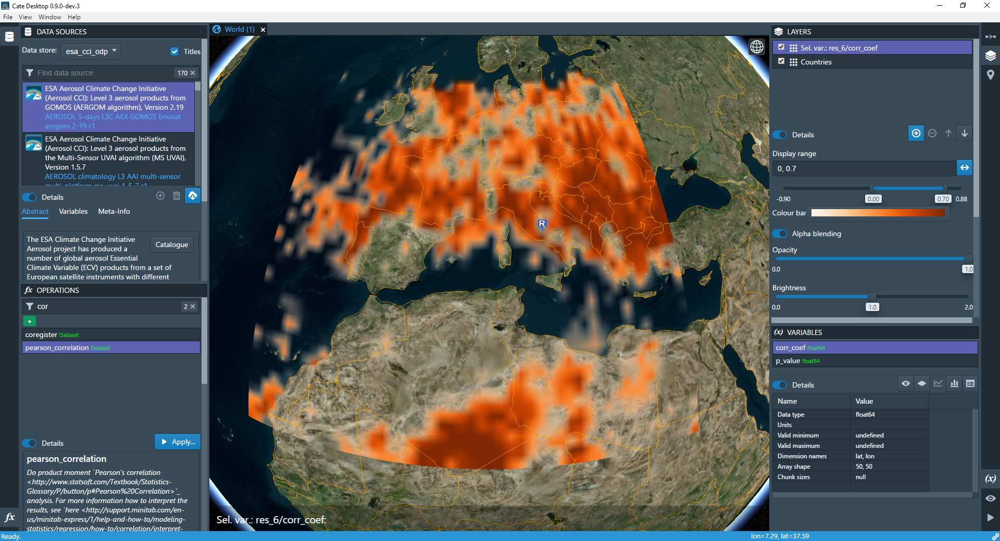 Cate Desktop 0.9.0-dev.3
File View Window Help
DATA SOURCES
Data store: esa_cci_odp Titles
Find data source 170
ESA Aerosol Climate Change Initiative
(Aerosol CCI): Level 3 aerosol products from
GOMOS (AERGOM algorithm), Version 2.19
AEROSOL 5-days L3C AEX GOMOS Envisat
aergom 2-19 r1
ESA Aerosol Climate Change Initiative
(Aerosol CCI): Level 3 aerosol products from
the Multi-Sensor UVAI algorithm (MS UVAI),
Version 1.5.7
AEROSOL climatology L3 AAI multi-sensor
multi-platform ms-uvai 1-5-7 r1
Details
Abstract Variables Meta-Info
The ESA Climate Change Initiative
Aerosol project has produced a
number of global aerosol Essential
Climate Variable (ECV) products from a set of
European satellite instruments with different
Catalogue
fx OPERATIONS
cor 2
+
coregister Dataset
pearson_correlation Dataset
Details Apply...
pearson_correlation
Do product moment `Pearson's correlation
<http://www.statsoft.com/Textbook/Statistics-
Glossary/P/button/p#Pearson%20Correlation>`_
analysis. For more information how to interpret the
results, see `here <http://support.minitab.com/en-
us/minitab-express/1/help-and-how-to/modeling-
statistics/regression/how-to/correlation/interpret-
fx
World (1)
R
Sel. var.: res_6/corr_coef:
LAYERS
Sel. var.: res_6/corr_coef
Countries
Details
Display range
0, 0.7
-0.90 0.00 0.70 0.88
Colour bar
Alpha blending
Opacity
0.0 1.0
Brightness
0.0 1.0 2.0
(x) VARIABLES
corr_coef float64
p_value float64
Details
Name Value
Data type float64
Units
Valid minimum undefined
Valid maximum undefined
Dimension names lat, lon
Array shape 50, 50
Chunk sizes null
(x)
Ready.
lon=7.29, lat=37.59